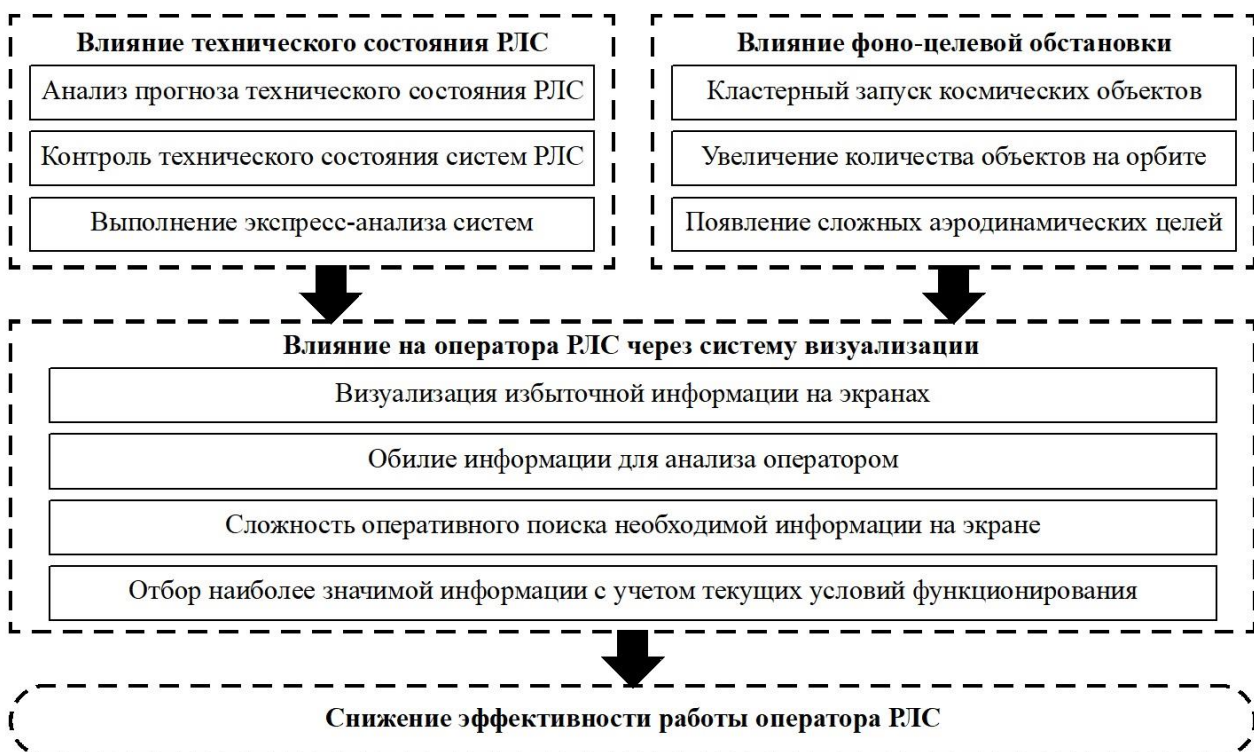 Влияние технического состояния РЛС
Анализ прогноза технического состояния РЛС
Контроль технического состояния систем РЛС
Выполнение экспресс-анализа систем
Влияние фоно-целевой обстановки
Кластерный запуск космических объектов
Увеличение количества объектов на орбите
Появление сложных аэродинамических целей
Влияние на оператора РЛС через систему визуализации
Визуализация избыточной информации на экранах
Обилие информации для анализа оператором
Сложность оперативного поиска необходимой информации на экране
Отбор наиболее значимой информации с учетом текущих условий функционирования
Снижение эффективности работы оператора РЛС